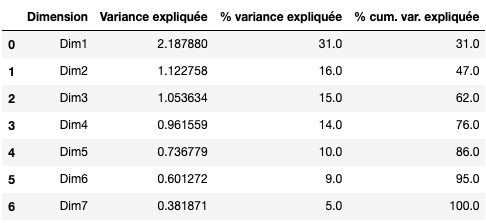 Dimension Variance expliquée % variance expliquée % cum. var. expliquée
0 Dim1 2.187880 31.0 31.0
1 Dim2 1.122758 16.0 47.0
2 Dim3 1.053634 15.0 62.0
3 Dim4 0.961559 14.0 76.0
4 Dim5 0.736779 10.0 86.0
5 Dim6 0.601272 9.0 95.0
6 Dim7 0.381871 5.0 100.0